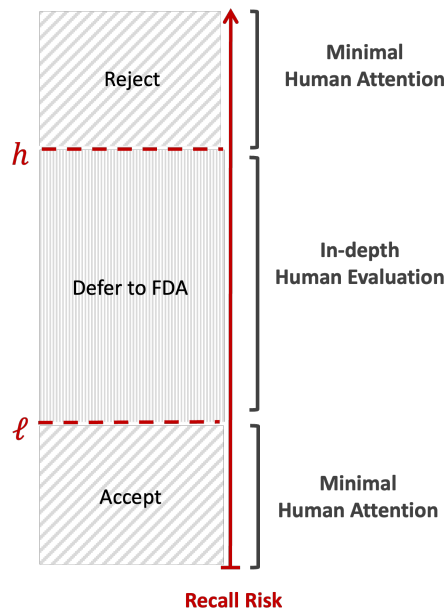 Reject
Minimal
Human Attention
h
Defer to FDA
In-depth
Human Evaluation
ℓ
Accept
Minimal
Human Attention
Recall Risk